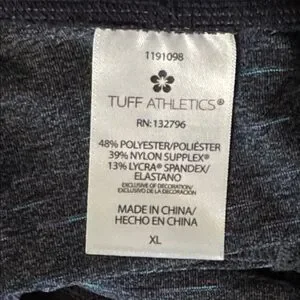 1191098
TUFF ATHLETICS®
RN:132796
48% POLYESTER/POLIÉSTER
39% NYLON SUPPLEX®
13% LYCRA® SPANDEX/
ELASTANO
EXCLUSIVE OF DECORATION/
EXCLUSIVO DE DECORACIÓN
MADE IN CHINA/
HECHO EN CHINA
XL